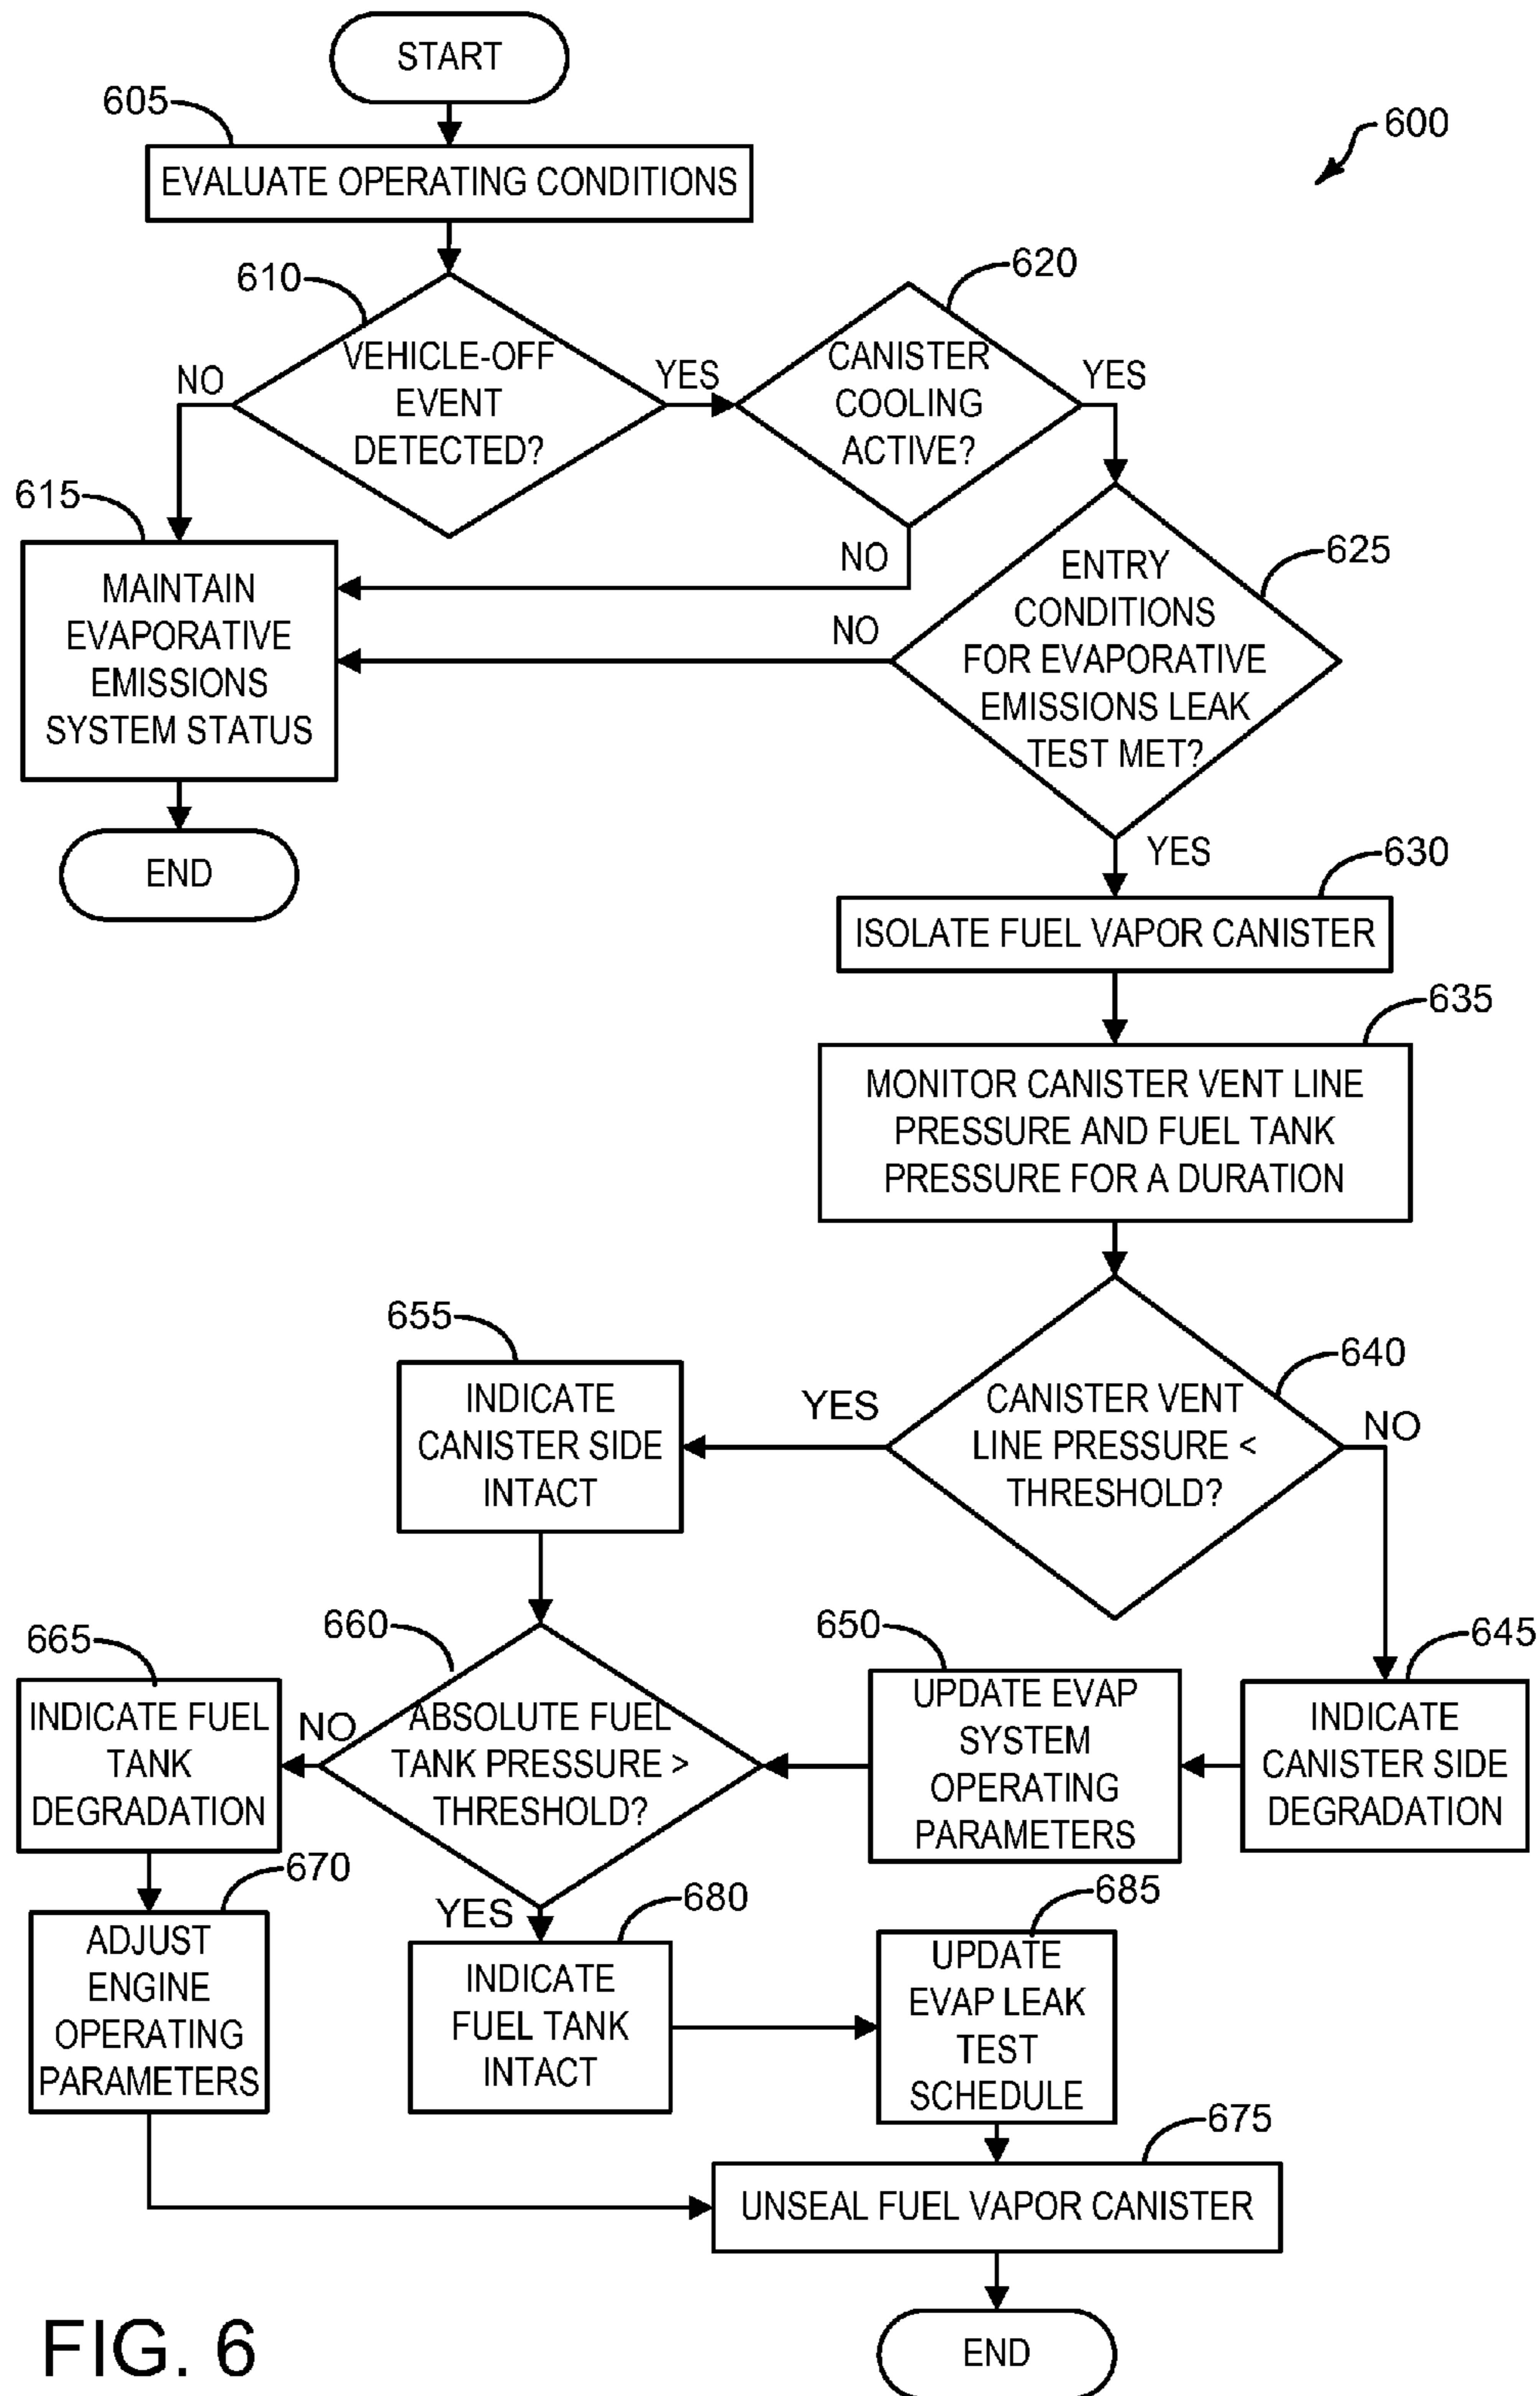 START
605
600
EVALUATE OPERATING CONDITIONS
610
620
VEHICLE-OFF
EVENT
DETECTED?
NO
YES
CANISTER
COOLING
ACTIVE?
YES
NO
615
MAINTAIN
EVAPORATIVE
EMISSIONS
SYSTEM STATUS
END
625
ENTRY
CONDITIONS
FOR EVAPORATIVE
EMISSIONS LEAK
TEST MET?
NO
YES
630
ISOLATE FUEL VAPOR CANISTER
635
MONITOR CANISTER VENT LINE
PRESSURE AND FUEL TANK
PRESSURE FOR A DURATION
640
CANISTER VENT
LINE PRESSURE <
THRESHOLD?
YES
NO
655
INDICATE
CANISTER SIDE
INTACT
645
INDICATE
CANISTER SIDE
DEGRADATION
650
UPDATE EVAP
SYSTEM
OPERATING
PARAMETERS
660
ABSOLUTE FUEL
TANK PRESSURE >
THRESHOLD?
NO
YES
665
INDICATE FUEL
TANK
DEGRADATION
670
ADJUST
ENGINE
OPERATING
PARAMETERS
680
INDICATE
FUEL TANK
INTACT
685
UPDATE
EVAP LEAK
TEST
SCHEDULE
675
UNSEAL FUEL VAPOR CANISTER
END
FIG. 6